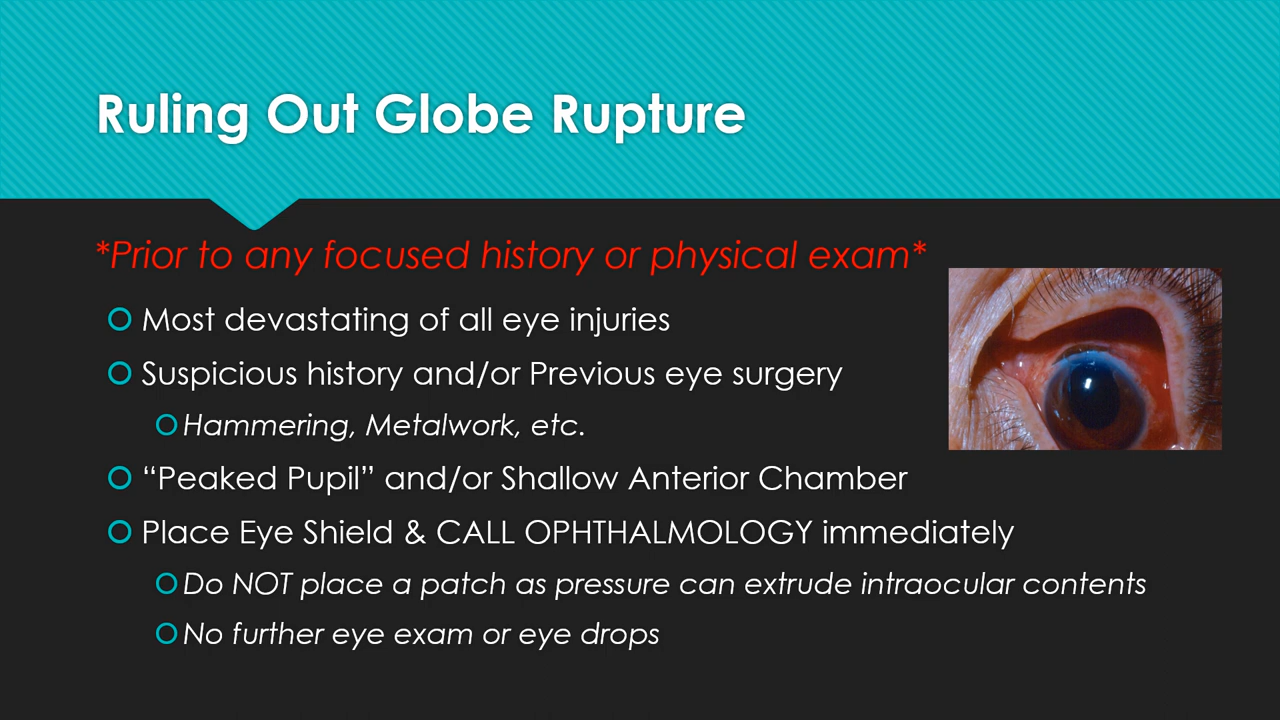 Ruling Out Globe Rupture
*Prior to any focused history or physical exam*
Most devastating of all eye injuries
Suspicious history and/or Previous eye surgery
Hammering, Metalwork, etc.
“Peaked Pupil” and/or Shallow Anterior Chamber
Place Eye Shield & CALL OPHTHALMOLOGY immediately
Do NOT place a patch as pressure can extrude intraocular contents
No further eye exam or eye drops